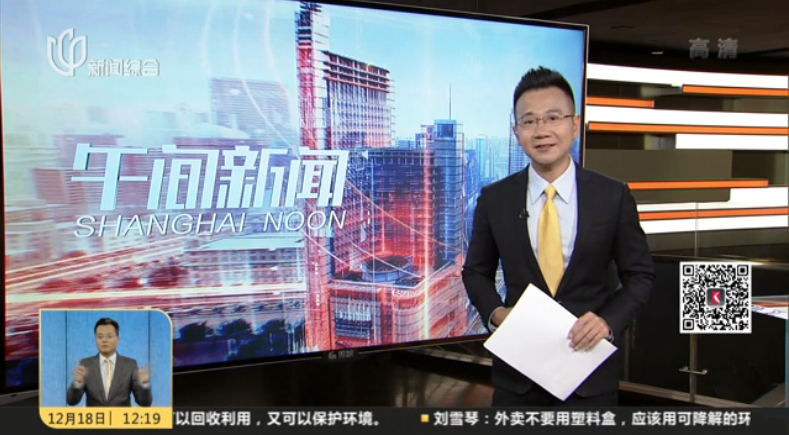 新闻综合
高清
午间新闻
SHANGHAI NOON
12月18日 12:19
可以回收利用，又可以保护环境。 ■ 刘雪琴：外卖不要用塑料盒，应该用可降解的环